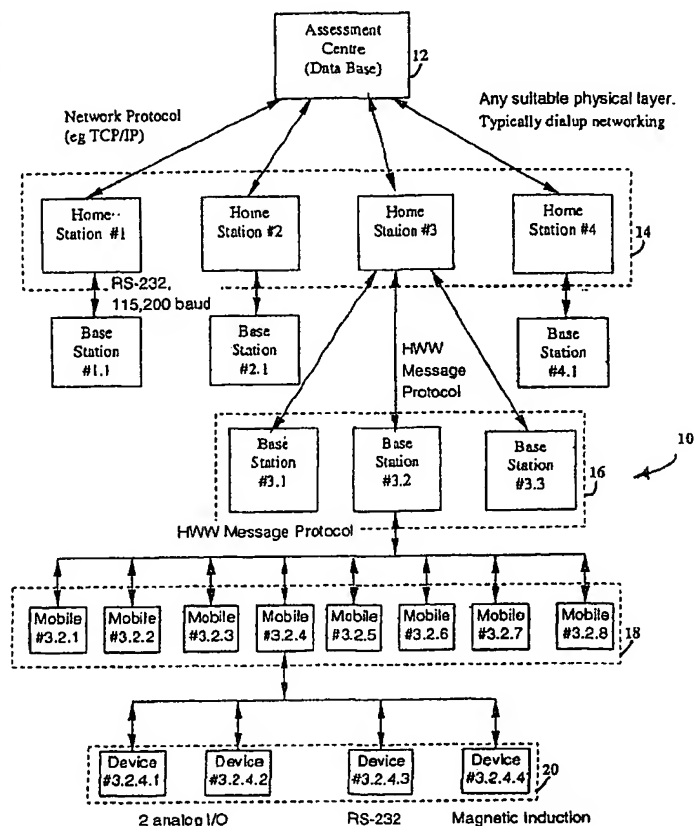 Assessment
Centre
(Data Base)
12
Network Protocol
(eg TCP/IP)
Any suitable physical layer.
Typically dialup networking
Home
Station #1
Home
Station #2
Home
Station #3
Home
Station #4
14
RS-232,
115,200 baud
Base
Station
#1.1
Base
Station
#2.1
HWW
Message
Protocol
Base
Station
#4.1
Base
Station
#3.1
Base
Station
#3.2
Base
Station
#3.3
16
10
HWW Message Protocol
Mobile
#3.2.1
Mobile
#3.2.2
Mobile
#3.2.3
Mobile
#3.2.4
Mobile
#3.2.5
Mobile
#3.2.6
Mobile
#3.2.7
Mobile
#3.2.8
18
Device
#3.2.4.1
Device
#3.2.4.2
Device
#3.2.4.3
Device
#3.2.4.4
20
2 analog I/O
RS-232
Magnetic Induction